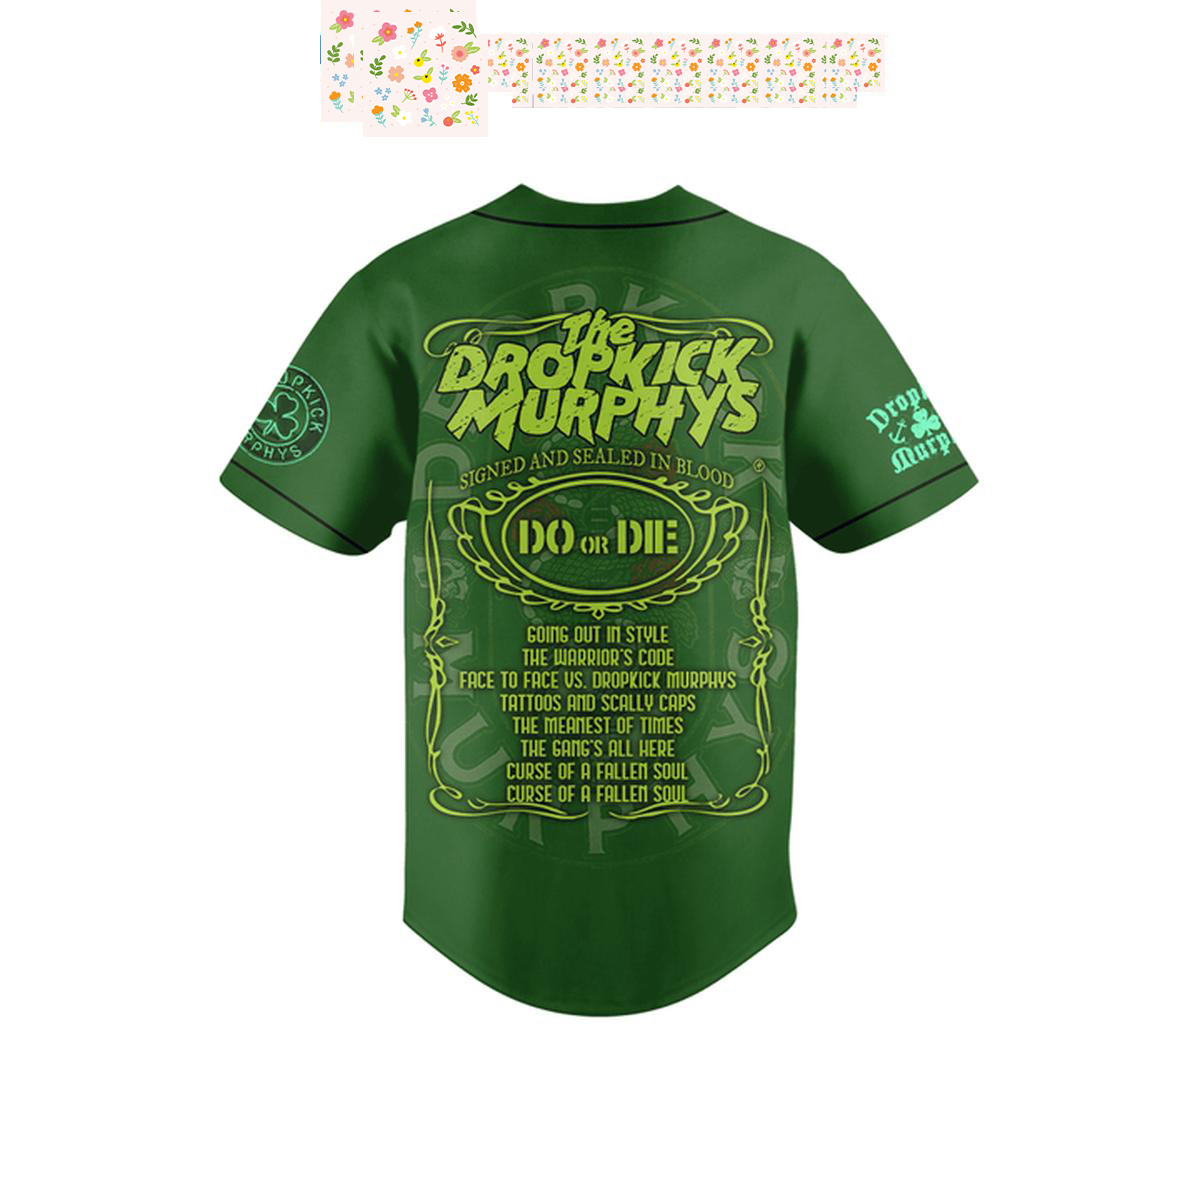 The
DROPKICK
MURPHYS
SIGNED AND SEALED IN BLOOD
®
DO OR DIE
GOING OUT IN STYLE
THE WARRIOR'S CODE
FACE TO FACE VS. DROPKICK MURPHYS
TATTOOS AND SCALLY CAPS
THE MEANEST OF TIMES
THE GANG'S ALL HERE
CURSE OF A FALLEN SOUL
CURSE OF A FALLEN SOUL